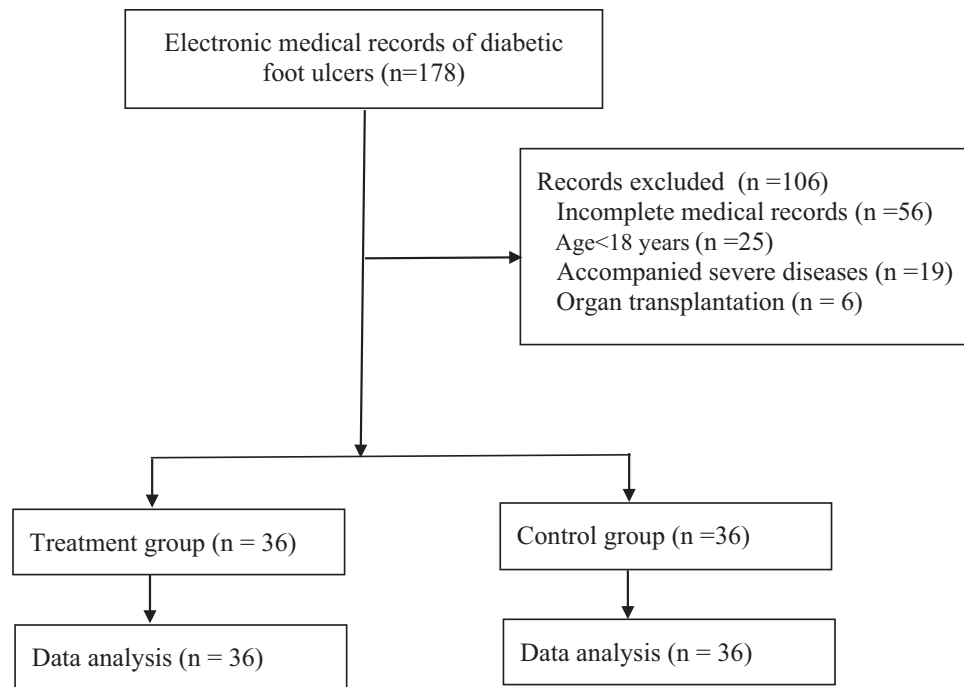 Electronic medical records of diabetic
foot ulcers (n=178)
Records excluded  (n =106)
Incomplete medical records (n =56)
Age<18 years (n =25)
Accompanied severe diseases (n =19)
Organ transplantation (n = 6)
Treatment group (n = 36)
Control group (n =36)
Data analysis (n = 36)
Data analysis (n = 36)